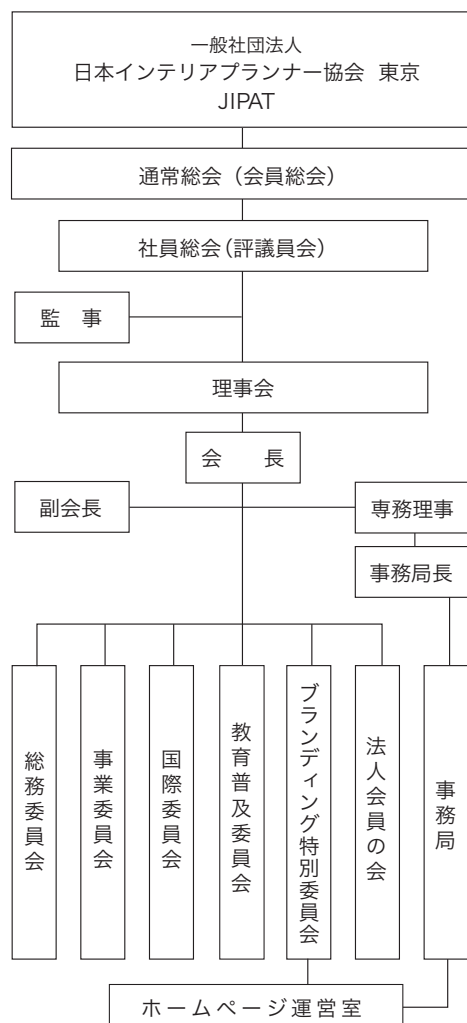 一般社団法人
日本インテリアプランナー協会 東京
JIPAT
通常総会（会員総会）
社員総会（評議員会）
監　事
理事会
会　　長
副会長
専務理事
事務局長
総務委員会
事業委員会
国際委員会
教育普及委員会
ブランディング特別委員会
法人会員の会
事務局
ホームページ運営室